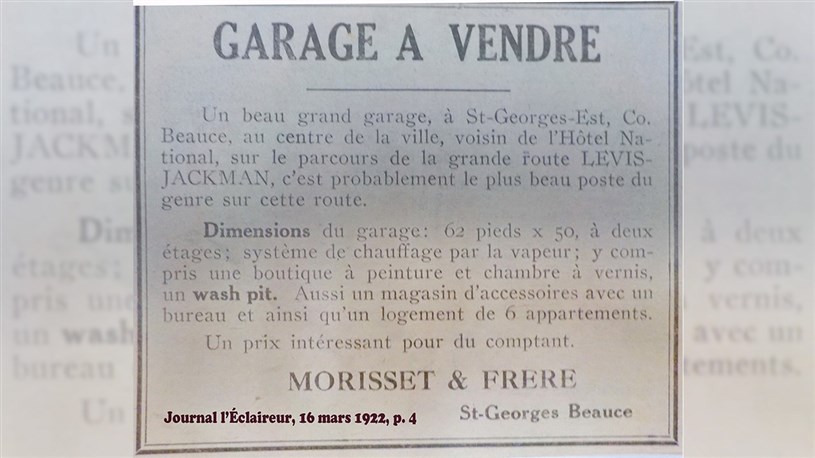 GARAGE A VENDRE
Un beau grand garage, à St-Georges-Est, Co.
Beauce, au centre de la ville, voisin de l'Hôtel Na-
tional, sur le parcours de la grande route LEVIS-
JACKMAN, c'est probablement le plus beau poste du
genre sur cette route.
Dimensions du garage: 62 pieds x 50, à deux
étages; système de chauffage par la vapeur; y com-
pris une boutique à peinture et chambre à vernis,
un wash pit. Aussi un magasin d'accessoires avec un
bureau et ainsi qu'un logement de 6 appartements.
Un prix intéressant pour du comptant.
MORISSET & FRERE
St-Georges Beauce
Journal l'Éclaireur, 16 mars 1922, p. 4